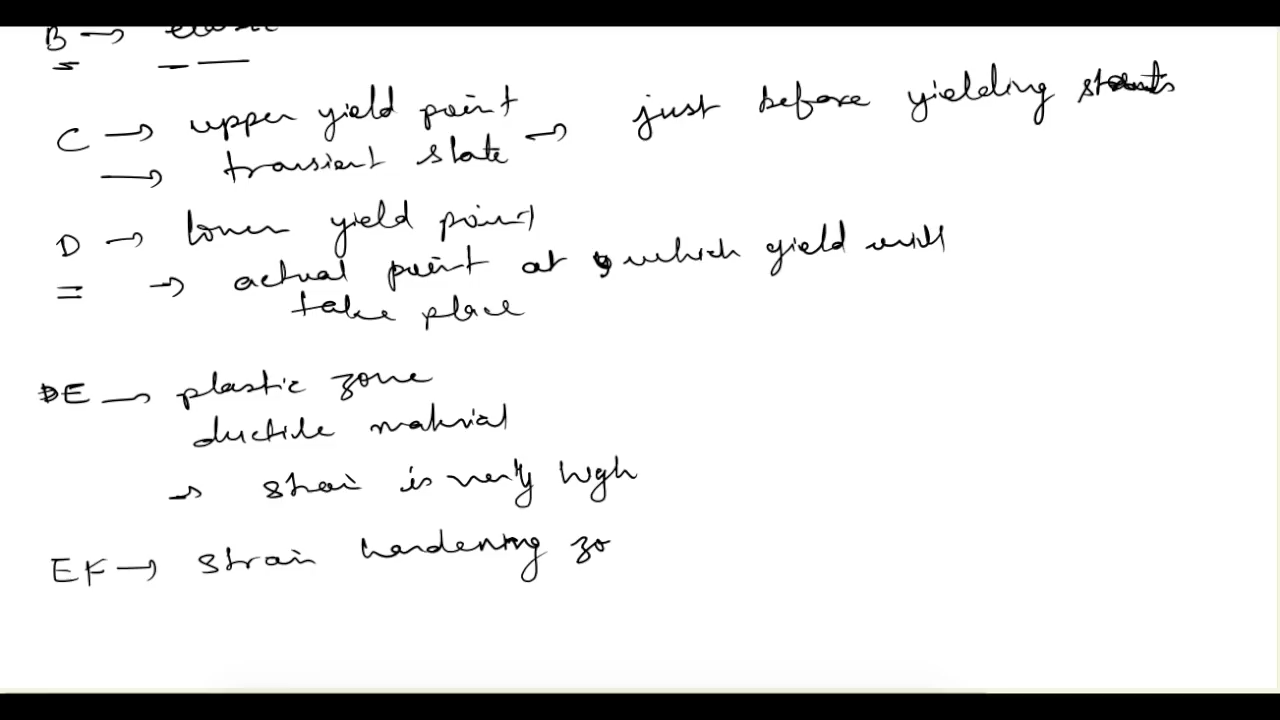 B →
C → upper yield point → just before yielding starts
→ transient state
D → lower yield point
→ actual point at which yield will
take place
DE → plastic zone
ductile material
→ strain is very high
EF → strain hardening zo